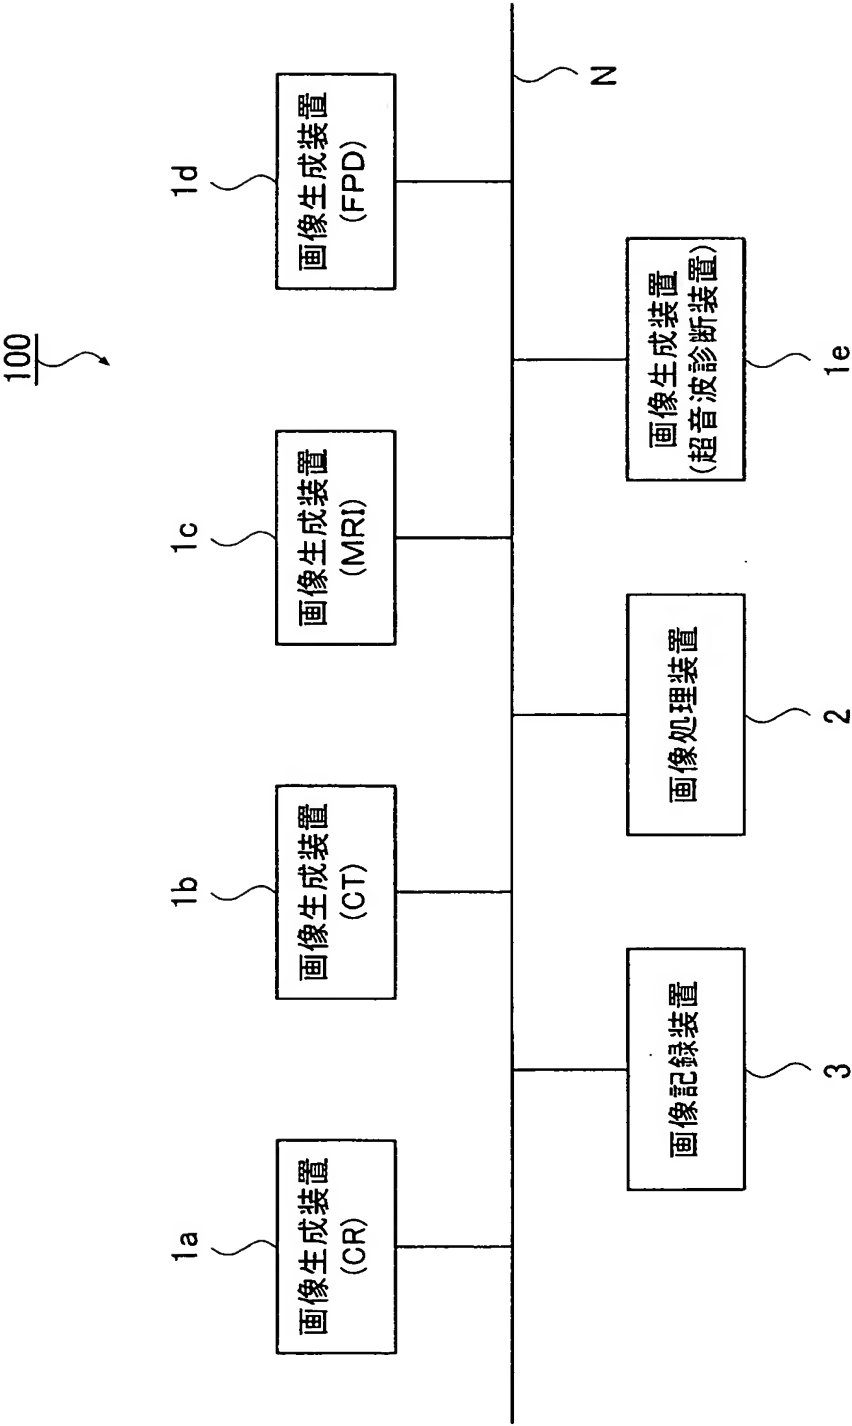 100
1a
1b
1c
1d
画像生成装置
(CR)
画像生成装置
(CT)
画像生成装置
(MRI)
画像生成装置
(FPD)
N
画像記録装置
画像処理装置
画像生成装置
(超音波診断装置)
3
2
1e